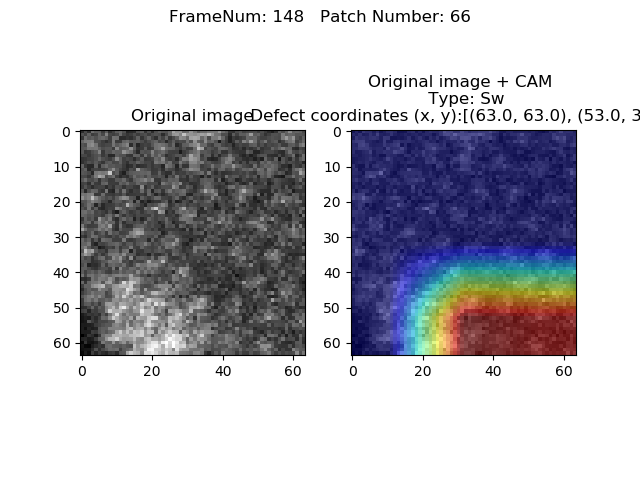 FrameNum: 148   Patch Number: 66
Original image
Original image + CAM
Type: Sw
Defect coordinates (x, y):[(63.0, 63.0), (53.0, 3
0
10
20
30
40
50
60
0 20 40 60
0
10
20
30
40
50
60
0 20 40 60